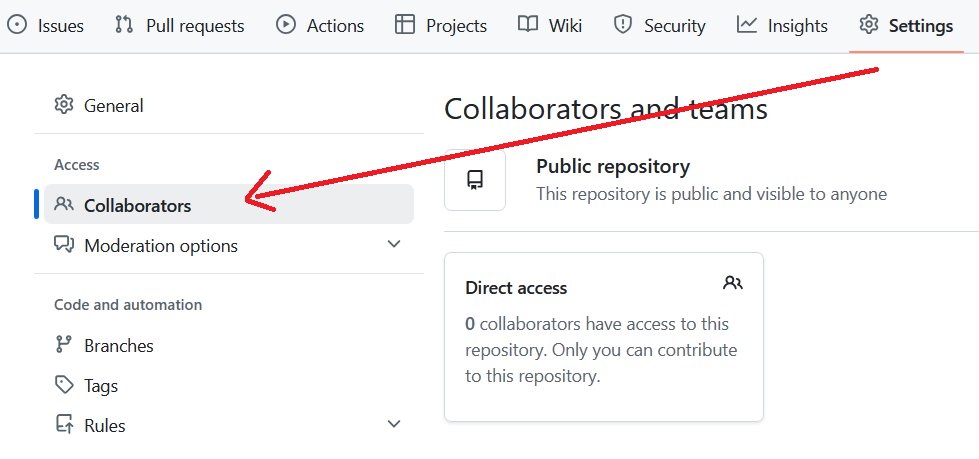 Issues Pull requests Actions Projects Wiki Security Insights Settings
General
Access
Collaborators
Moderation options
Code and automation
Branches
Tags
Rules
Collaborators and teams
Public repository
This repository is public and visible to anyone
Direct access
0 collaborators have access to this
repository. Only you can contribute
to this repository.